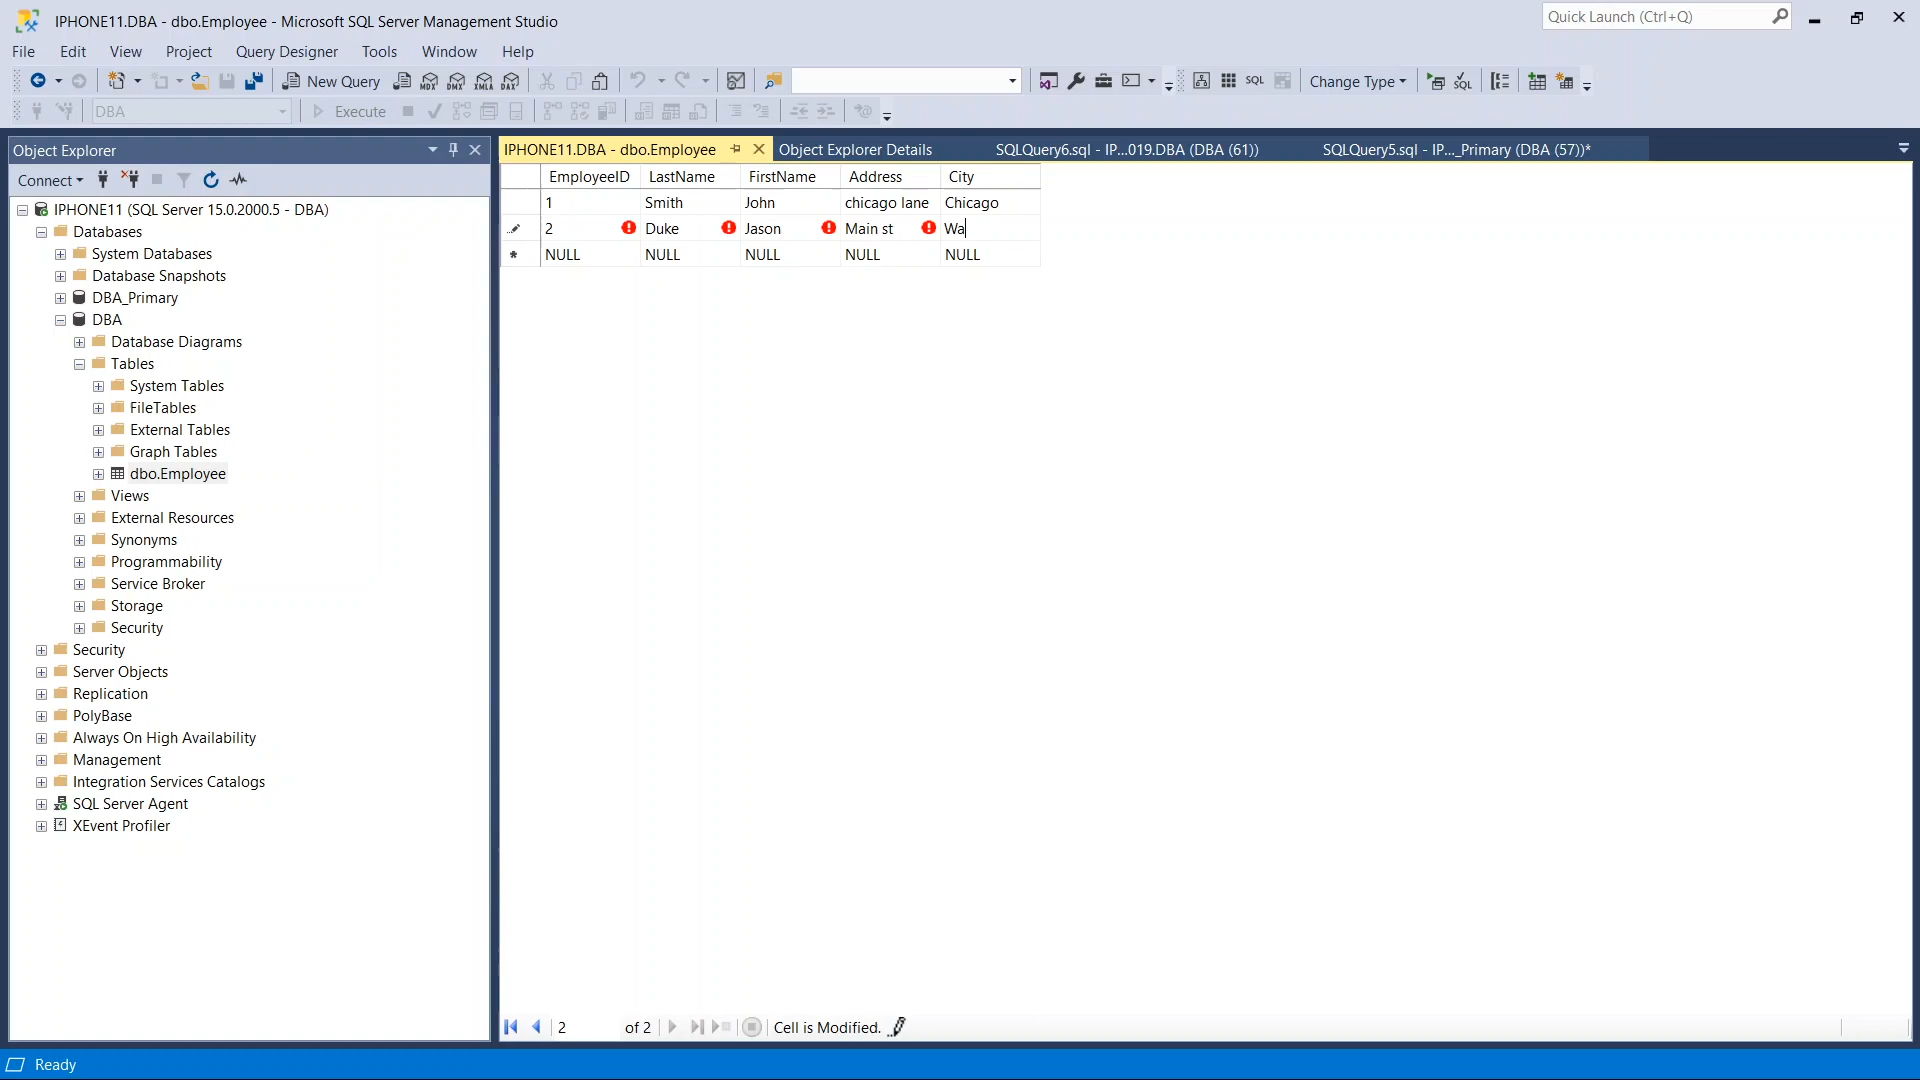 IPHONE11.DBA - dbo.Employee - Microsoft SQL Server Management Studio
Quick Launch (Ctrl+Q)
File Edit View Project Query Designer Tools Window Help
New Query MDX DMX XMLA DAX SQL Change Type SQL
DBA Execute
Object Explorer
IPHONE11.DBA - dbo.Employee Object Explorer Details SQLQuery6.sql - IP...019.DBA (DBA (61)) SQLQuery5.sql - IP..._Primary (DBA (57))*
Connect
IPHONE11 (SQL Server 15.0.2000.5 - DBA)
Databases
System Databases
Database Snapshots
DBA_Primary
DBA
Database Diagrams
Tables
System Tables
FileTables
External Tables
Graph Tables
dbo.Employee
Views
External Resources
Synonyms
Programmability
Service Broker
Storage
Security
Security
Server Objects
Replication
PolyBase
Always On High Availability
Management
Integration Services Catalogs
SQL Server Agent
XEvent Profiler
EmployeeID LastName FirstName Address City
1 Smith John chicago lane Chicago
2 Duke Jason Main st Wa
NULL NULL NULL NULL NULL
2 of 2 Cell is Modified.
Ready